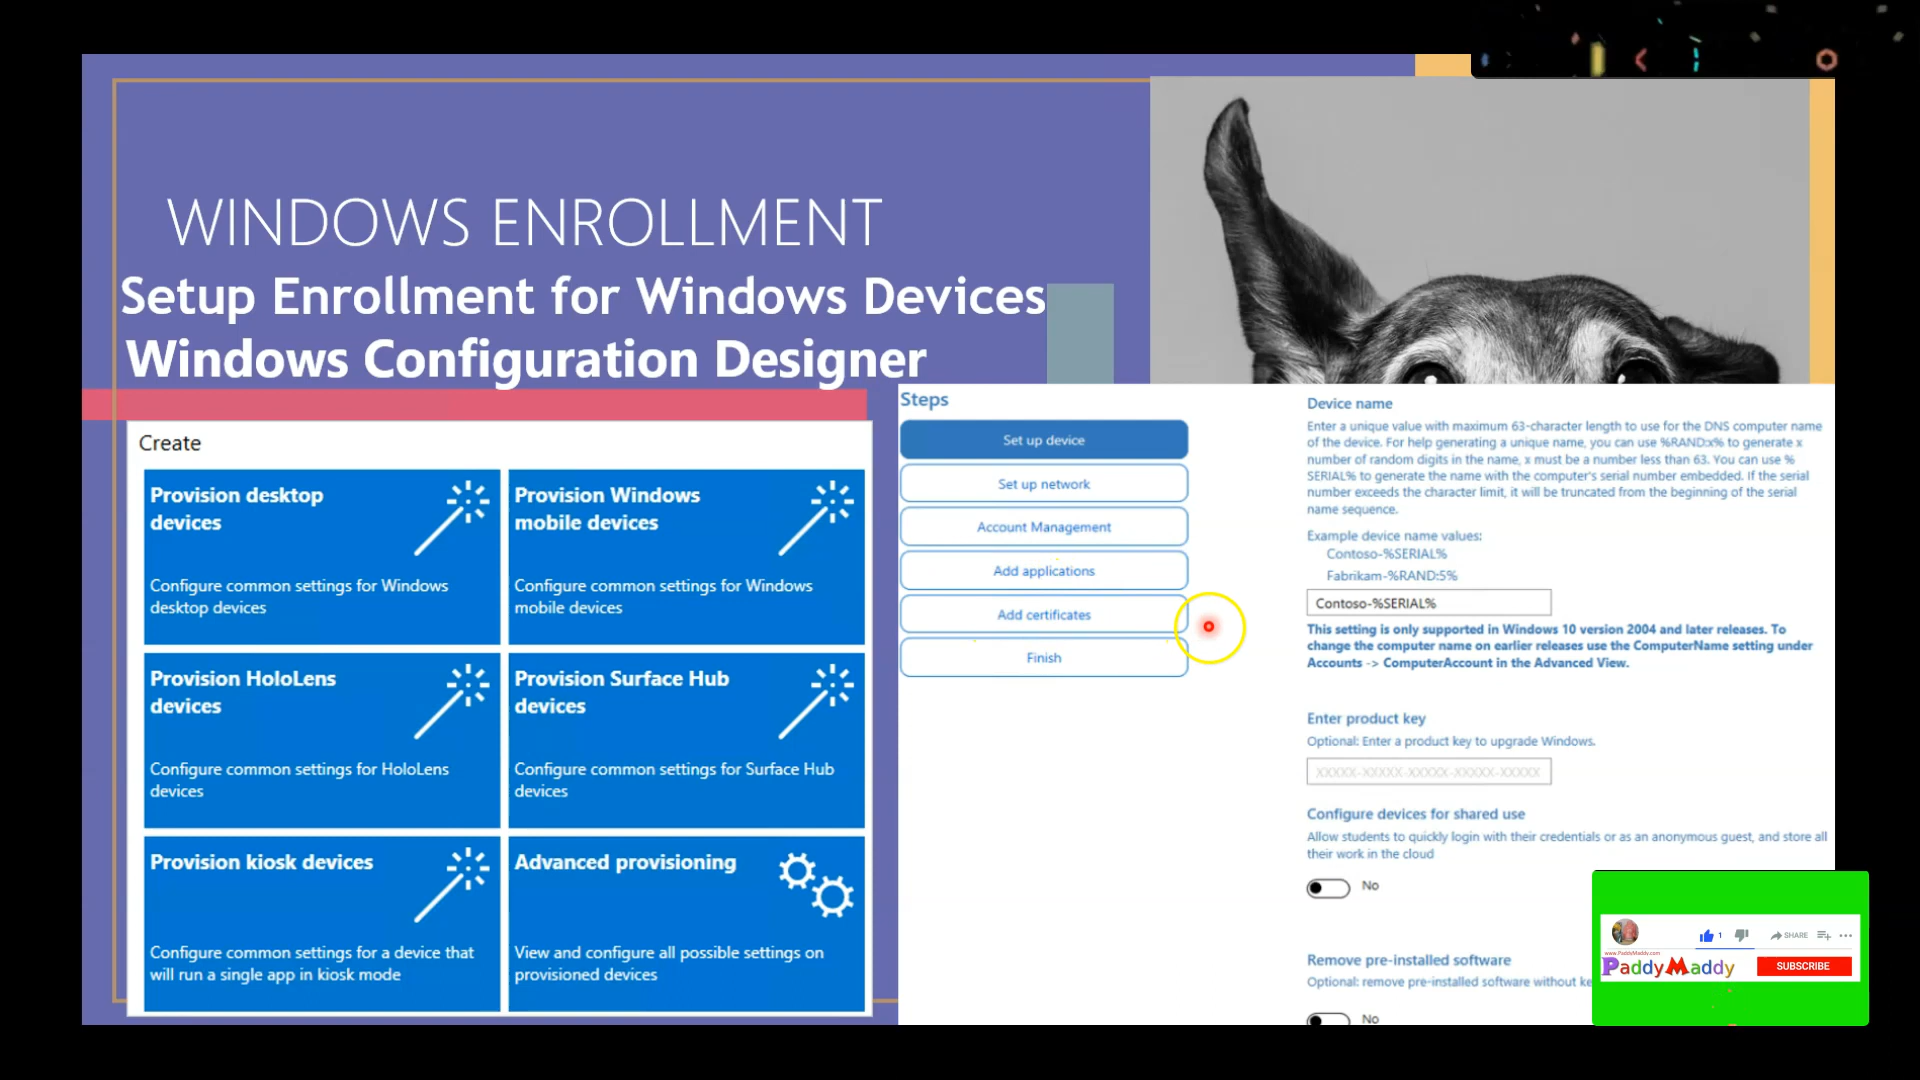 WINDOWS ENROLLMENT
Setup Enrollment for Windows Devices
Windows Configuration Designer
Create
Provision desktop
devices
Configure common settings for Windows
desktop devices
Provision Windows
mobile devices
Configure common settings for Windows
mobile devices
Provision HoloLens
devices
Configure common settings for HoloLens
devices
Provision Surface Hub
devices
Configure common settings for Surface Hub
devices
Provision kiosk devices
Configure common settings for a device that
will run a single app in kiosk mode
Advanced provisioning
View and configure all possible settings on
provisioned devices
Steps
Set up device
Set up network
Account Management
Add applications
Add certificates
Finish
Device name
Enter a unique value with maximum 63-character length to use for the DNS computer name
of the device. For help generating a unique name, you can use %RAND:x% to generate x
number of random digits in the name, x must be a number less than 63. You can use %
SERIAL% to generate the name with the computer's serial number embedded. If the serial
number exceeds the character limit, it will be truncated from the beginning of the serial
name sequence.
Example device name values:
Contoso-%SERIAL%
Fabrikam-%RAND:5%
Contoso-%SERIAL%
This setting is only supported in Windows 10 version 2004 and later releases. To
change the computer name on earlier releases use the ComputerName setting under
Accounts -> ComputerAccount in the Advanced View.
Enter product key
Optional: Enter a product key to upgrade Windows.
XXXXX-XXXXX-XXXXX-XXXXX-XXXXX
Configure devices for shared use
Allow students to quickly login with their credentials or as an anonymous guest, and store all
their work in the cloud
No
Remove pre-installed software
Optional: remove pre-installed software without ke
No
1
SHARE
www.PaddyMaddy.com
PaddyMaddy
SUBSCRIBE